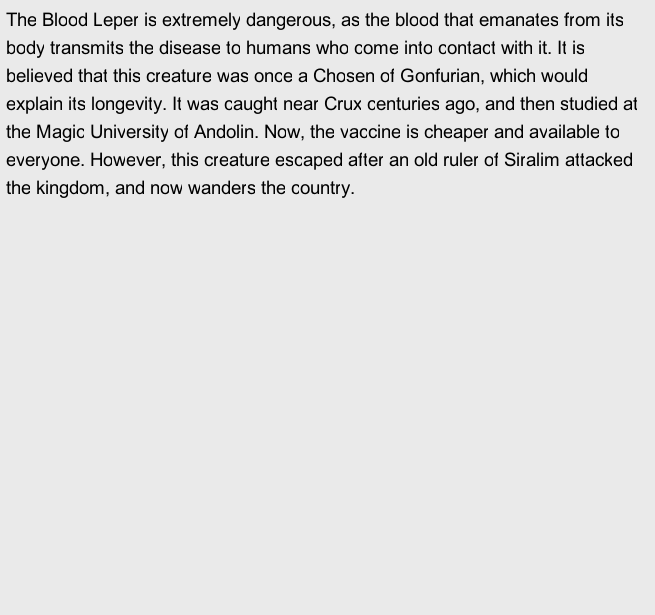 The Blood Leper is extremely dangerous, as the blood that emanates from its
body transmits the disease to humans who come into contact with it. It is
believed that this creature was once a Chosen of Gonfurian, which would
explain its longevity. It was caught near Crux centuries ago, and then studied at
the Magic University of Andolin. Now, the vaccine is cheaper and available to
everyone. However, this creature escaped after an old ruler of Siralim attacked
the kingdom, and now wanders the country.